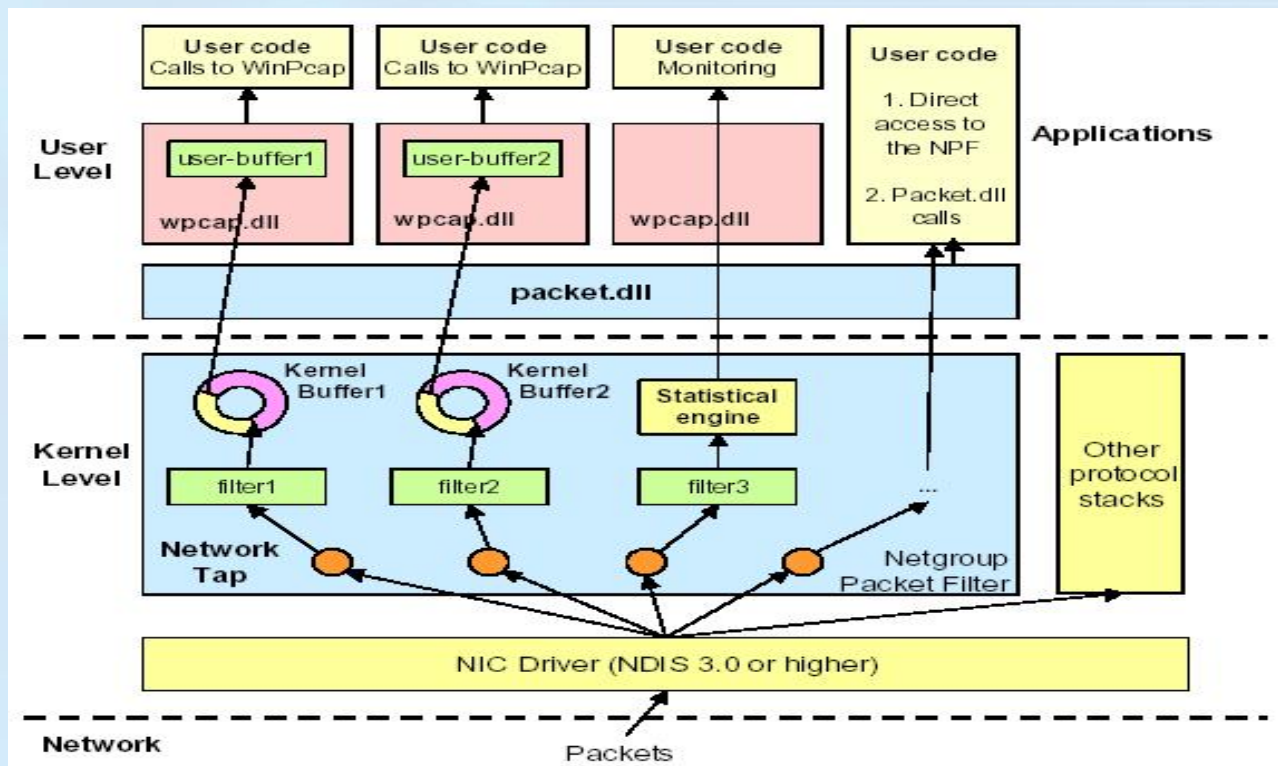 User code
Calls to WinPcap
User code
Calls to WinPcap
User code
Monitoring
User code
1. Direct
access to
the NPF
2. Packet.dll
calls
User
Level
Applications
user-buffer1
user-buffer2
wpcap.dll
wpcap.dll
wpcap.dll
packet.dll
Kernel
Buffer1
Kernel
Buffer2
Statistical
engine
Kernel
Level
filter1
filter2
filter3
...
Other
protocol
stacks
Network
Tap
Netgroup
Packet Filter
NIC Driver (NDIS 3.0 or higher)
Network
Packets